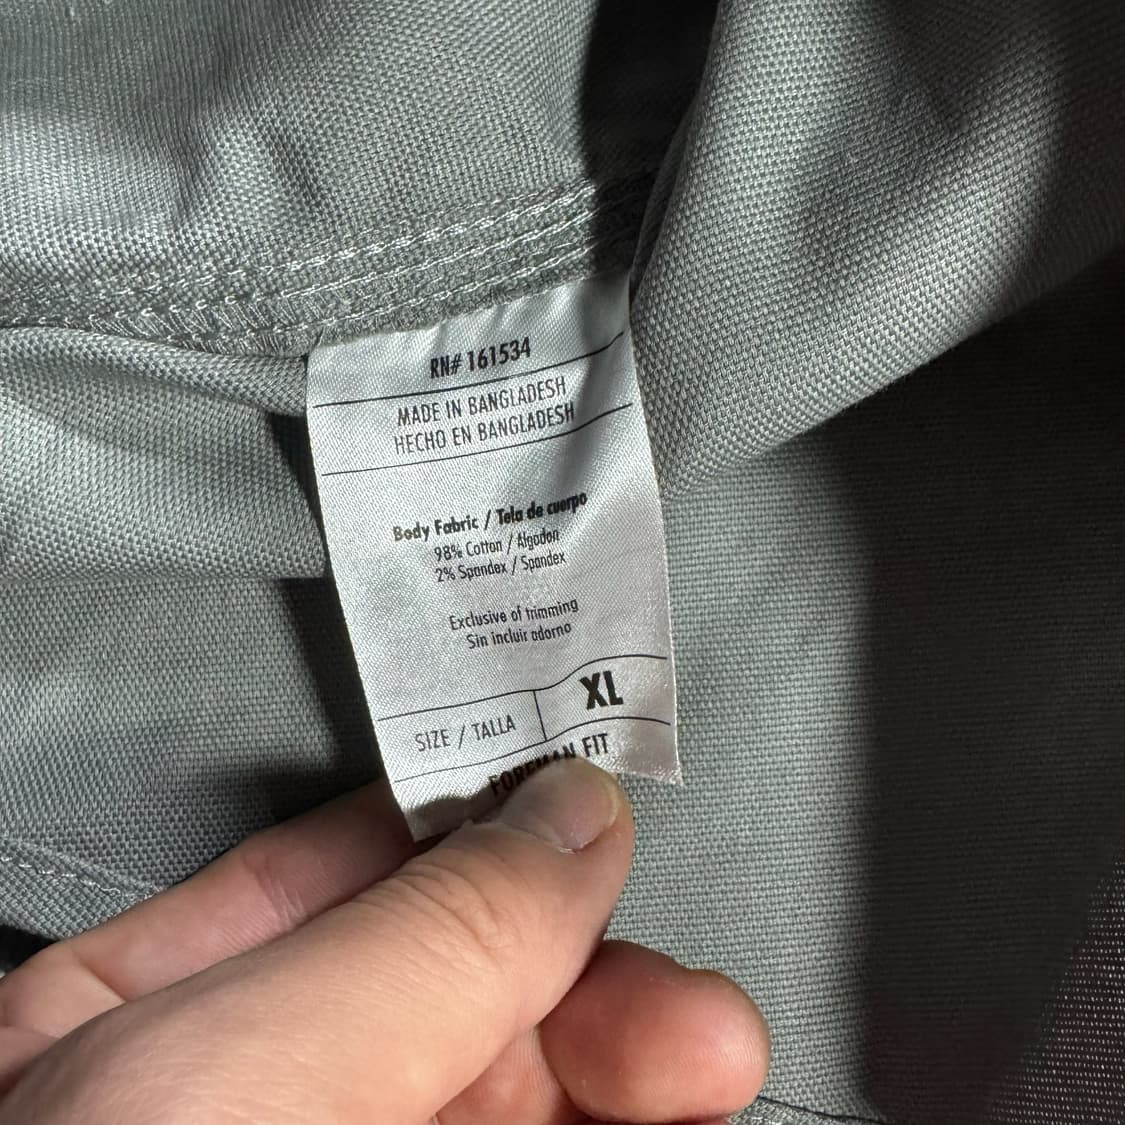 RN# 161534
MADE IN BANGLADESH
HECHO EN BANGLADESH
Body Fabric / Tela de cuerpo
98% Cotton / Algodon
2% Spandex / Spandex
Exclusive of trimming
Sin incluir adorno
SIZE / TALLA
XL
FOREMAN FIT